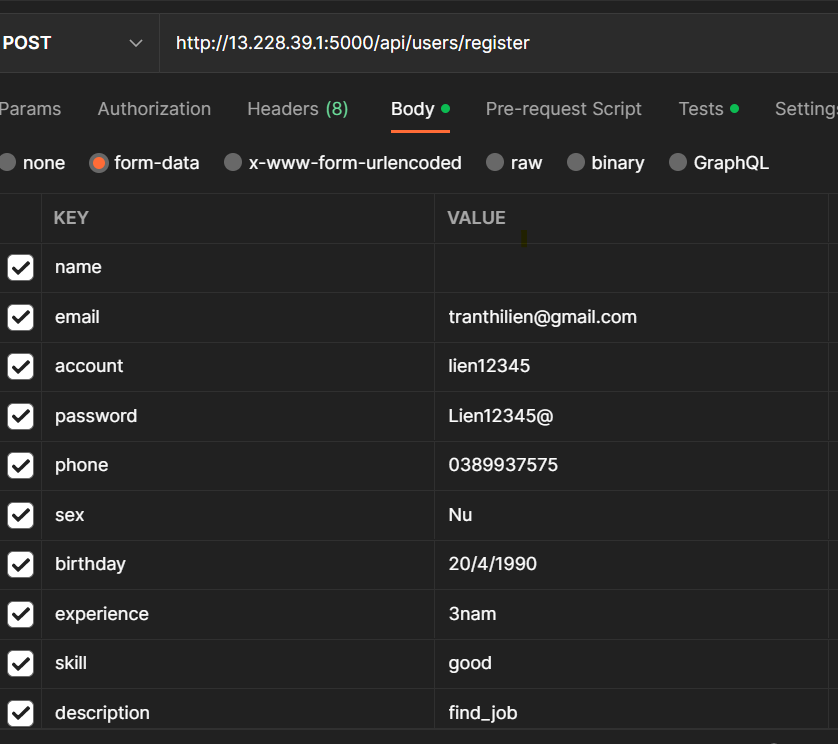 POST http://13.228.39.1:5000/api/users/register
Params Authorization Headers (8) Body Pre-request Script Tests Settings
none form-data x-www-form-urlencoded raw binary GraphQL
KEY VALUE
name
email tranthilien@gmail.com
account lien12345
password Lien12345@
phone 0389937575
sex Nu
birthday 20/4/1990
experience 3nam
skill good
description find_job